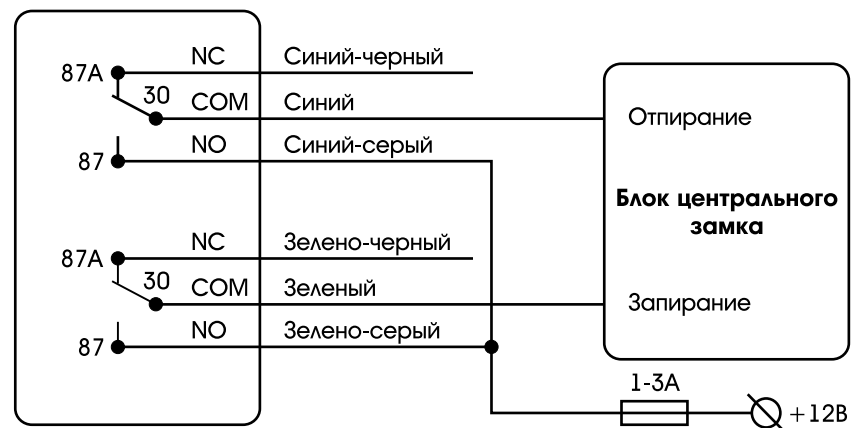 87A NC Синий-черный
30 COM Синий
87 NO Синий-серый
87A NC Зелено-черный
30 COM Зеленый
87 NO Зелено-серый
Отпирание
Блок центрального
замка
Запирание
1-3A
+12В